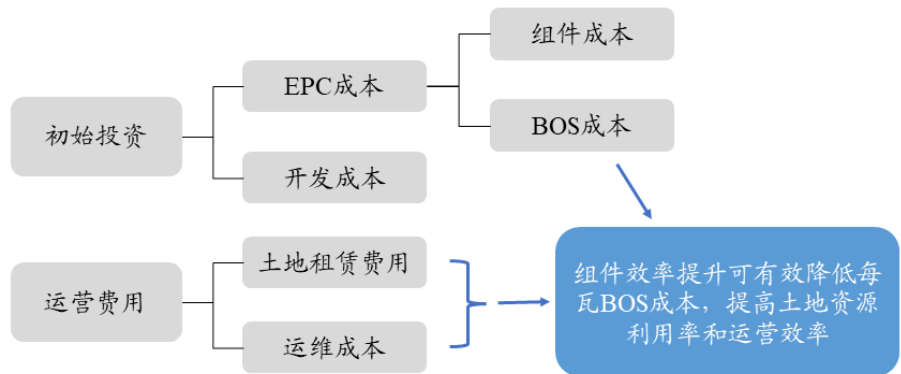 组件成本
EPC成本
初始投资
BOS成本
开发成本
土地租赁费用
运营费用
运维成本
组件效率提升可有效降低每
瓦BOS成本，提高土地资源
利用率和运营效率